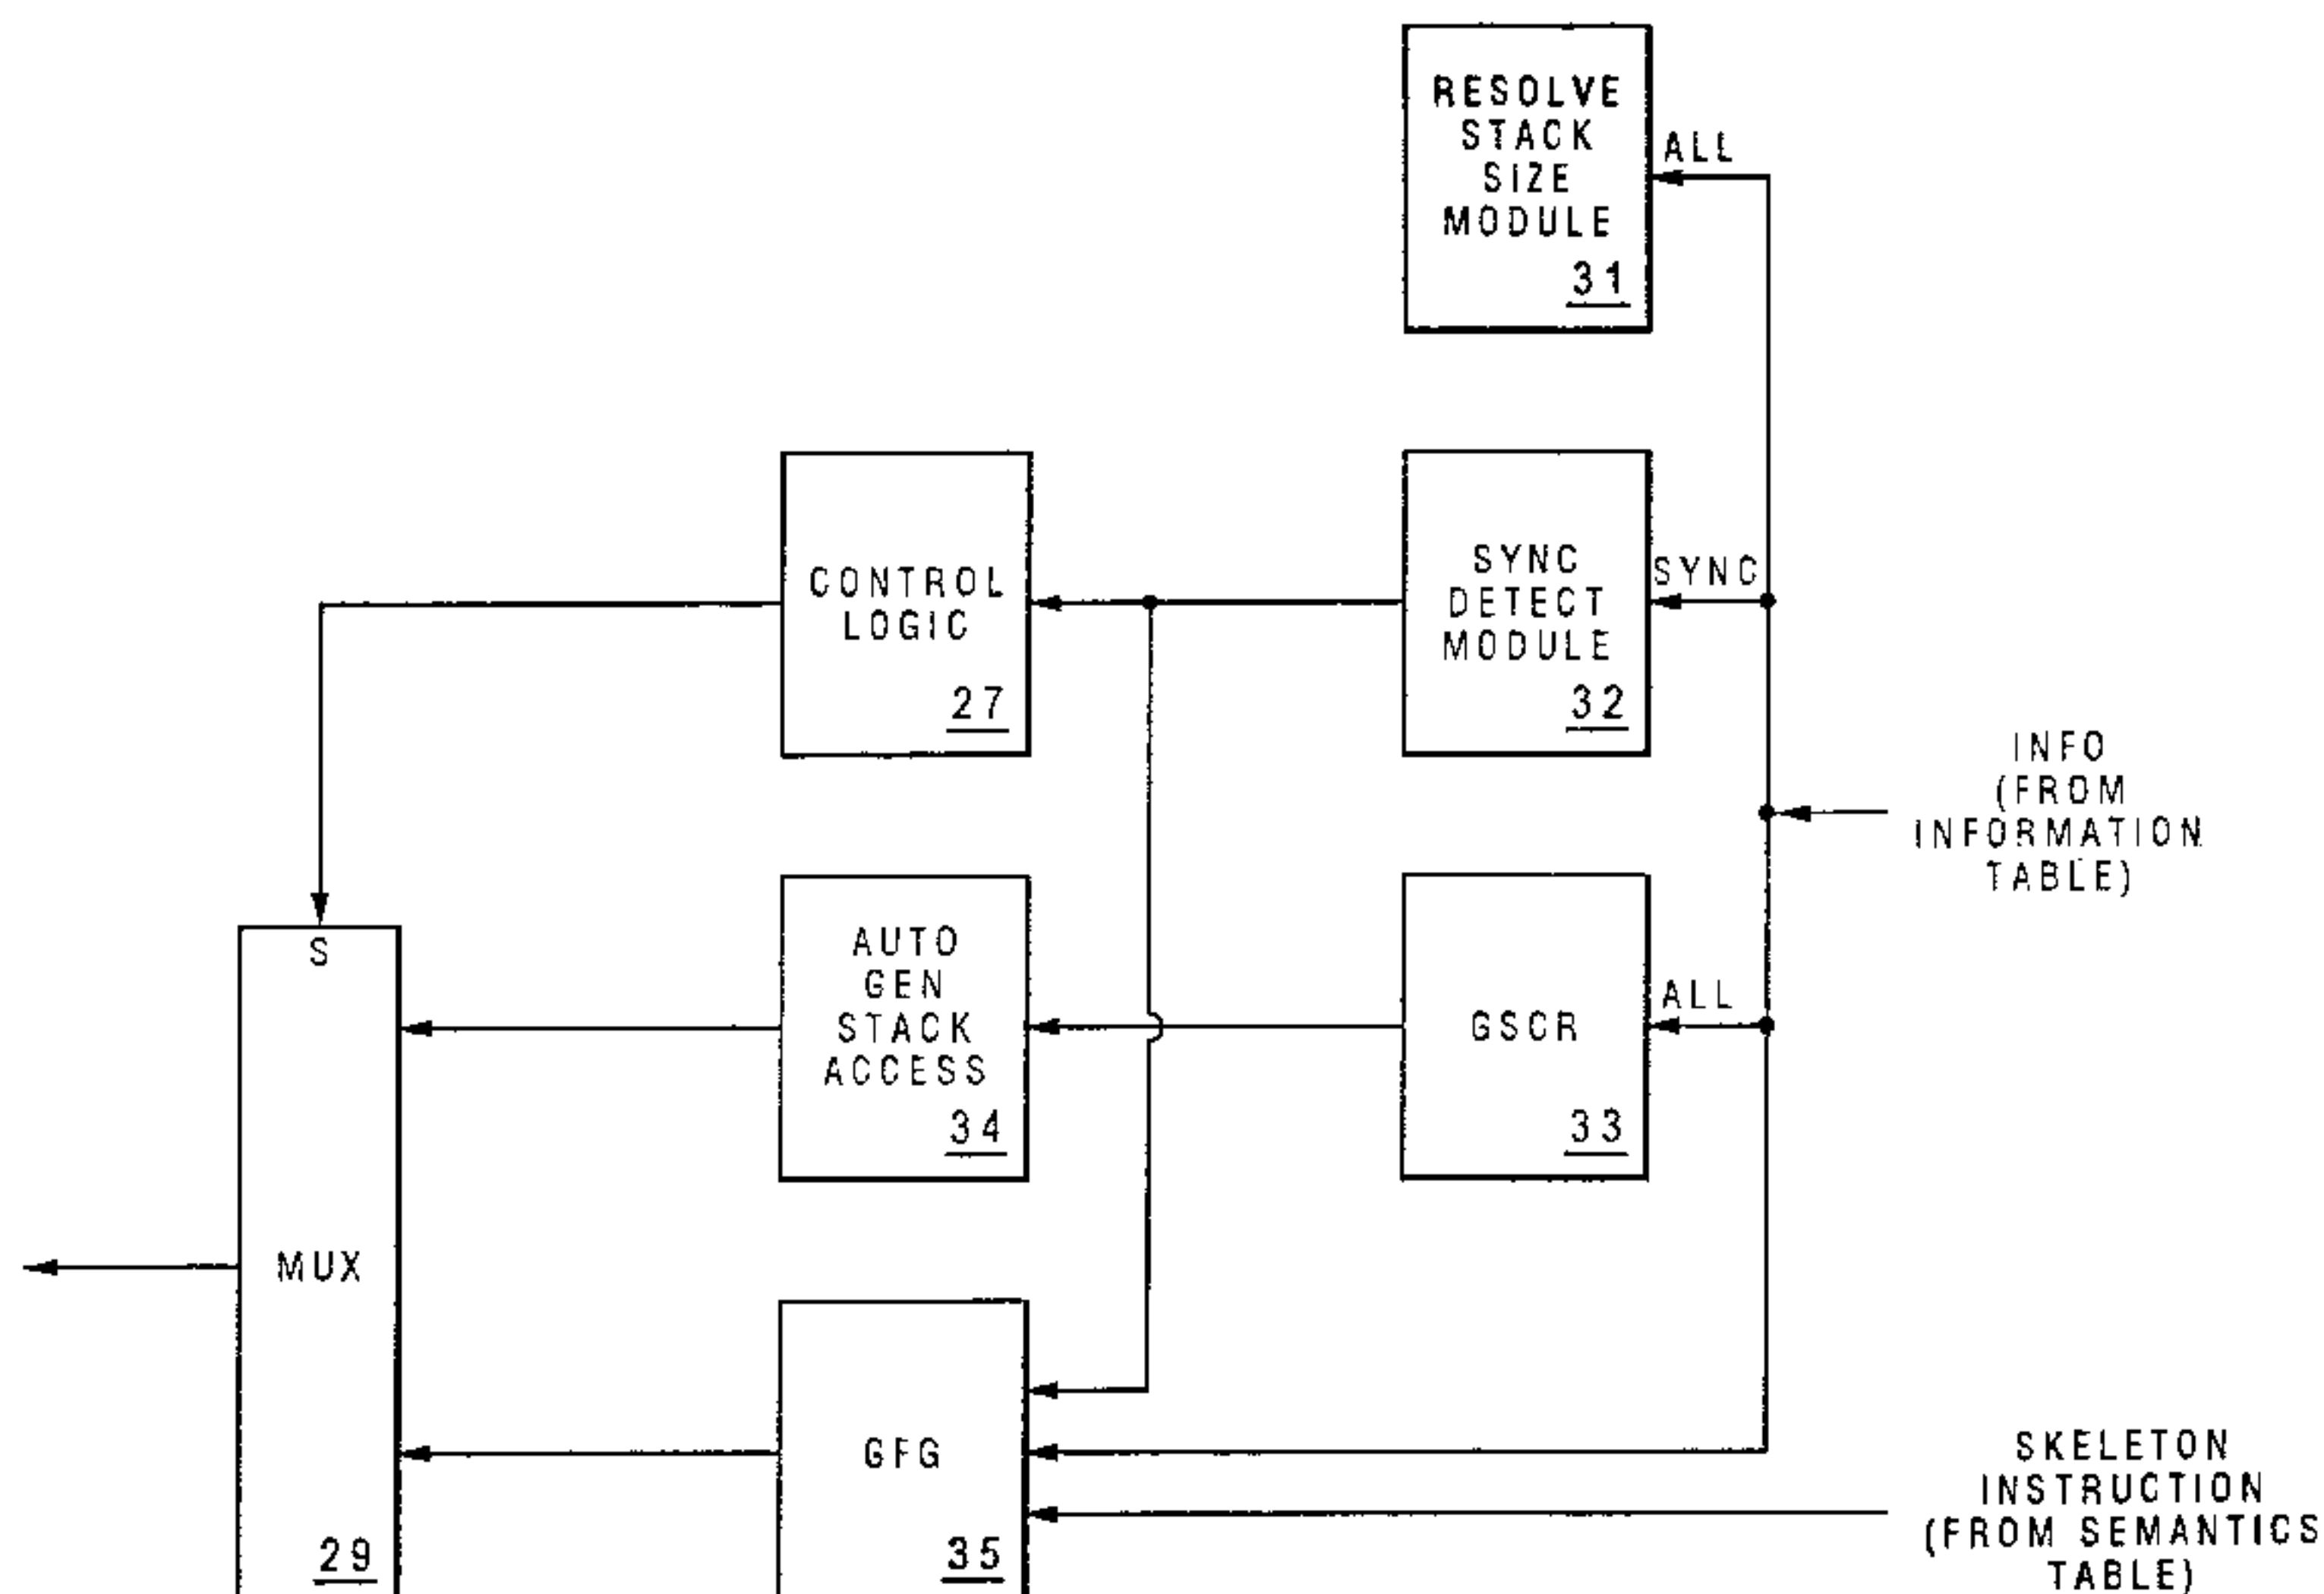 RESOLVE
STACK
SIZE
MODULE
31
ALL
CONTROL
LOGIC
27
SYNC
DETECT
MODULE
32
SYNC
INFO
(FROM
INFORMATION
TABLE)
S
MUX
29
AUTO
GEN
STACK
ACCESS
34
GSCR
33
ALL
GFG
35
SKELETON
INSTRUCTION
(FROM SEMANTICS
TABLE)